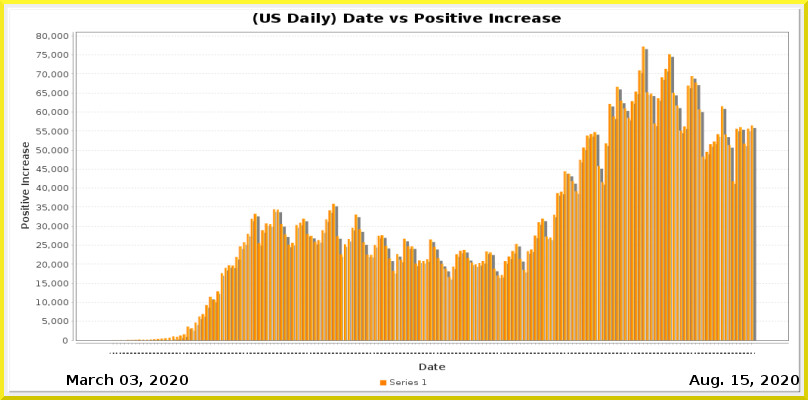 (US Daily) Date vs Positive Increase
80,000
75,000
70,000
65,000
60,000
55,000
50,000
45,000
40,000
35,000
30,000
25,000
20,000
15,000
10,000
5,000
0
Positive Increase
Date
March 03, 2020
Aug. 15, 2020
Series 1